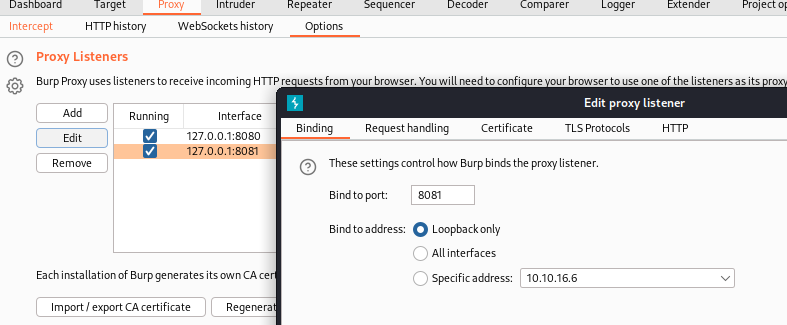 Dashboard Target Proxy Intruder Repeater Sequencer Decoder Comparer Logger Extender Project op
Intercept HTTP history WebSockets history Options
Proxy Listeners
Burp Proxy uses listeners to receive incoming HTTP requests from your browser. You will need to configure your browser to use one of the listeners as its proxy
Add
Running Interface
Edit
127.0.0.1:8080
127.0.0.1:8081
Remove
Each installation of Burp generates its own CA cert
Import / export CA certificate Regenerat
Edit proxy listener
Binding Request handling Certificate TLS Protocols HTTP
These settings control how Burp binds the proxy listener.
Bind to port: 8081
Bind to address: Loopback only
All interfaces
Specific address: 10.10.16.6